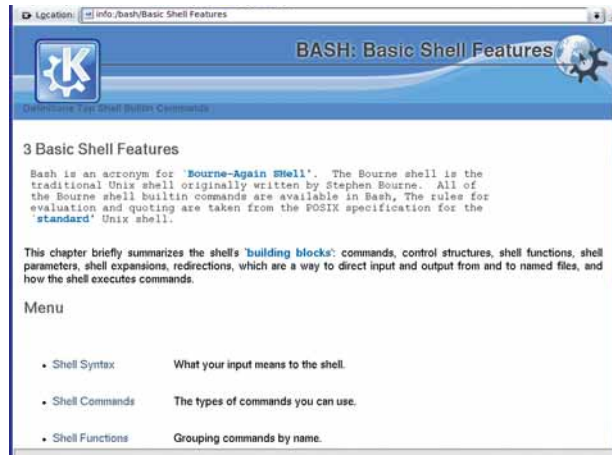 Location: info:/bash/Basic Shell Features
BASH: Basic Shell Features
Definitions Top Shell Builtin Commands
3 Basic Shell Features
Bash is an acronym for `Bourne-Again SHell'. The Bourne shell is the
traditional Unix shell originally written by Stephen Bourne. All of
the Bourne shell builtin commands are available in Bash, The rules for
evaluation and quoting are taken from the POSIX specification for the
`standard' Unix shell.
This chapter briefly summarizes the shell's 'building blocks': commands, control structures, shell functions, shell
parameters, shell expansions, redirections, which are a way to direct input and output from and to named files, and
how the shell executes commands.
Menu
• Shell Syntax What your input means to the shell.
• Shell Commands The types of commands you can use.
• Shell Functions Grouping commands by name.